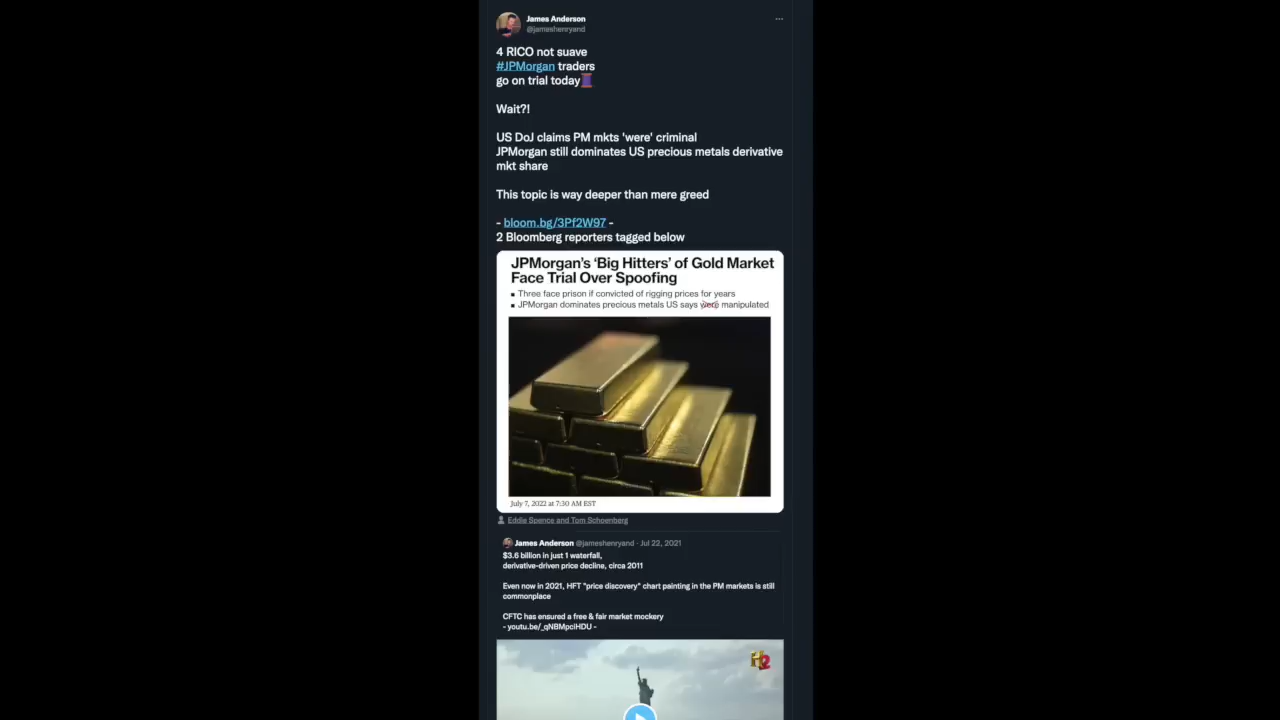 James Anderson
@jameshenryand
4 RICO not suave
#JPMorgan traders
go on trial today
Wait?!
US DoJ claims PM mkts 'were' criminal
JPMorgan still dominates US precious metals derivative
mkt share
This topic is way deeper than mere greed
- bloom.bg/3Pf2W97 -
2 Bloomberg reporters tagged below
JPMorgan's 'Big Hitters' of Gold Market
Face Trial Over Spoofing
Three face prison if convicted of rigging prices for years
JPMorgan dominates precious metals US says were manipulated
July 7, 2022 at 7:30 AM EST
Eddie Spence and Tom Schoenberg
James Anderson @jameshenryand · Jul 22, 2021
$3.6 billion in just 1 waterfall,
derivative-driven price decline, circa 2011
Even now in 2021, HFT "price discovery" chart painting in the PM markets is still
commonplace
CFTC has ensured a free & fair market mockery
- youtu.be/_qNBMpclHDU -
H2